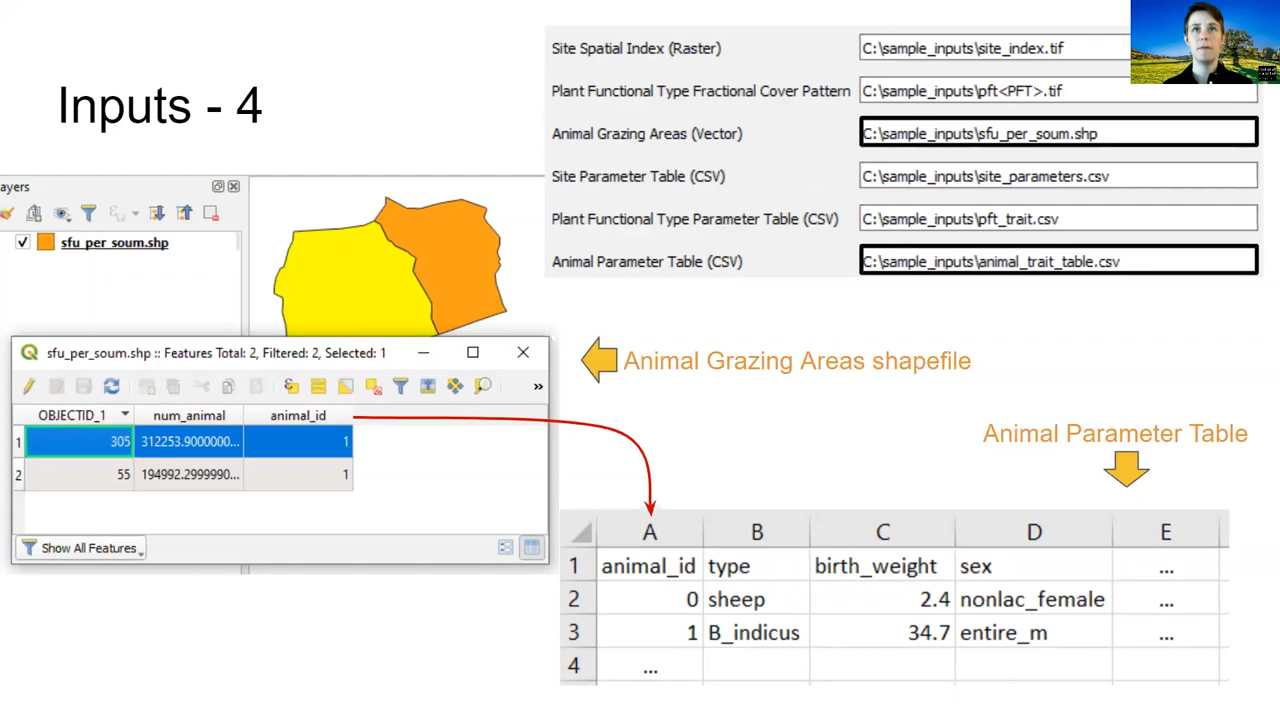 Inputs - 4
Site Spatial Index (Raster) C:\sample_inputs\site_index.tif
Plant Functional Type Fractional Cover Pattern C:\sample_inputs\pft<PFT>.tif
Animal Grazing Areas (Vector) C:\sample_inputs\sfu_per_soum.shp
Site Parameter Table (CSV) C:\sample_inputs\site_parameters.csv
Plant Functional Type Parameter Table (CSV) C:\sample_inputs\pft_trait.csv
Animal Parameter Table (CSV) C:\sample_inputs\animal_trait_table.csv
ayers
sfu_per_soum.shp
sfu_per_soum.shp :: Features Total: 2, Filtered: 2, Selected: 1
»
OBJECTID_1 num_animal animal_id
1 305 312253.9000000... 1
2 55 194992.2999990... 1
Show All Features
Animal Grazing Areas shapefile
Animal Parameter Table
A B C D E
1 animal_id type birth_weight sex ...
2 0 sheep 2.4 nonlac_female ...
3 1 B_indicus 34.7 entire_m ...
4 ...